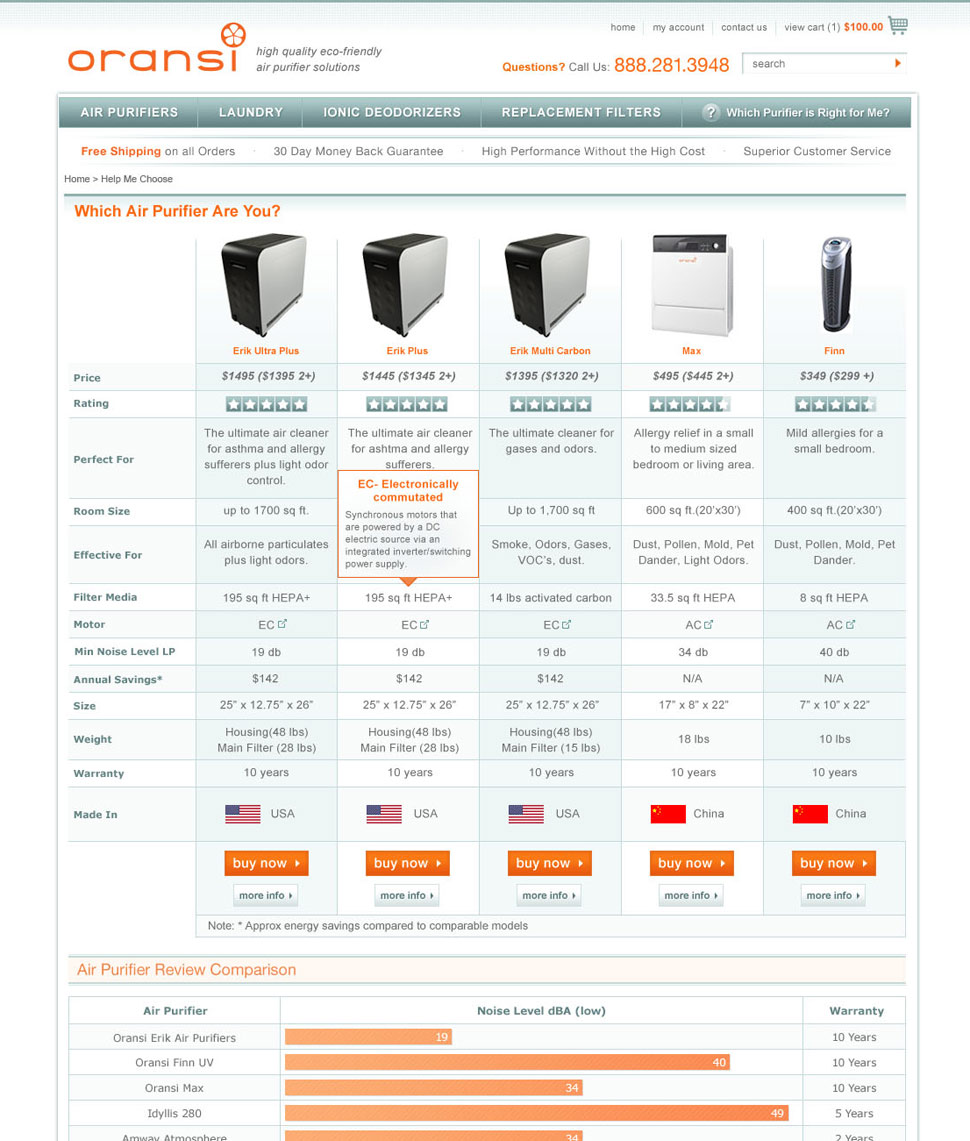 home my account contact us view cart (1) $100.00
oransi high quality eco-friendly
air purifier solutions
Questions? Call Us: 888.281.3948 search
AIR PURIFIERS LAUNDRY IONIC DEODORIZERS REPLACEMENT FILTERS ? Which Purifier is Right for Me?
Free Shipping on all Orders · 30 Day Money Back Guarantee · High Performance Without the High Cost · Superior Customer Service
Home > Help Me Choose
Which Air Purifier Are You?
oransi
Erik Ultra Plus Erik Plus Erik Multi Carbon Max Finn
Price $1495 ($1395 2+) $1445 ($1345 2+) $1395 ($1320 2+) $495 ($445 2+) $349 ($299 +)
Rating
Perfect For
The ultimate air cleaner
for asthma and allergy
sufferers plus light odor
control.
The ultimate air cleaner
for ashtma and allergy
sufferers.
The ultimate cleaner for
gases and odors.
Allergy relief in a small
to medium sized
bedroom or living area.
Mild allergies for a
small bedroom.
EC- Electronically
commutated
Synchronous motors that
are powered by a DC
electric source via an
integrated inverter/switching
power supply.
Room Size up to 1700 sq ft. Up to 1,700 sq ft 600 sq ft.(20'x30') 400 sq ft.(20'x30')
Effective For
All airborne particulates
plus light odors.
Smoke, Odors, Gases,
VOC's, dust.
Dust, Pollen, Mold, Pet
Dander, Light Odors.
Dust, Pollen, Mold, Pet
Dander.
Filter Media 195 sq ft HEPA+ 195 sq ft HEPA+ 14 lbs activated carbon 33.5 sq ft HEPA 8 sq ft HEPA
Motor EC EC EC AC AC
Min Noise Level LP 19 db 19 db 19 db 34 db 40 db
Annual Savings* $142 $142 $142 N/A N/A
Size 25" x 12.75" x 26" 25" x 12.75" x 26" 25" x 12.75" x 26" 17" x 8" x 22" 7" x 10" x 22"
Weight
Housing(48 lbs)
Main Filter (28 lbs)
Housing(48 lbs)
Main Filter (28 lbs)
Housing(48 lbs)
Main Filter (15 lbs)
18 lbs
10 lbs
Warranty 10 years 10 years 10 years 10 years 10 years
Made In USA USA USA China China
buy now buy now buy now buy now buy now
more info more info more info more info more info
Note: * Approx energy savings compared to comparable models
Air Purifier Review Comparison
Air Purifier Noise Level dBA (low) Warranty
Oransi Erik Air Purifiers 19 10 Years
Oransi Finn UV 40 10 Years
Oransi Max 34 10 Years
Idyllis 280 49 5 Years
Amway Atmosphere 34 2 Years